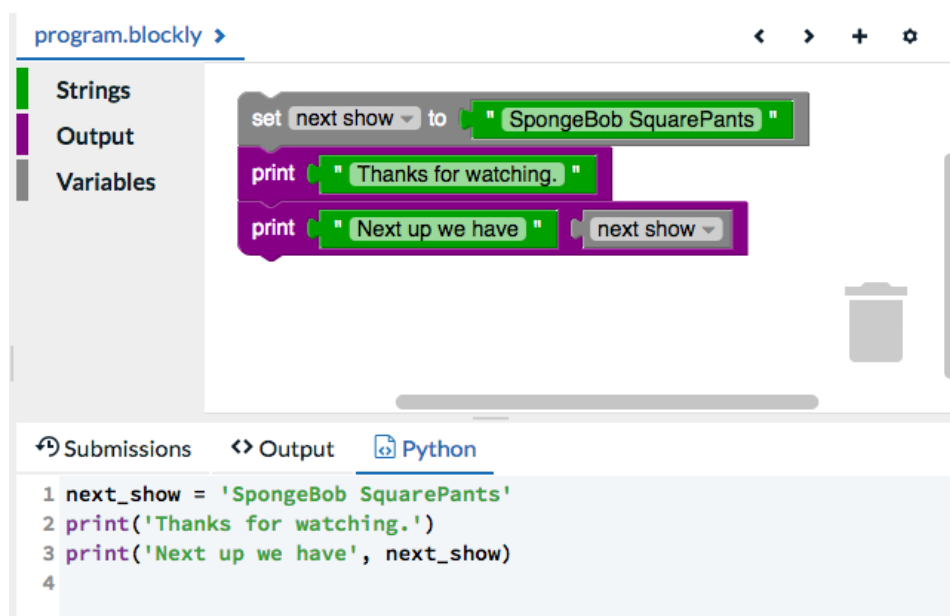 program.blockly
Strings
Output
Variables
set next show to " SpongeBob SquarePants "
print " Thanks for watching. "
print " Next up we have " next show
Submissions <> Output Python
1 next_show = 'SpongeBob SquarePants'
2 print('Thanks for watching.')
3 print('Next up we have', next_show)
4